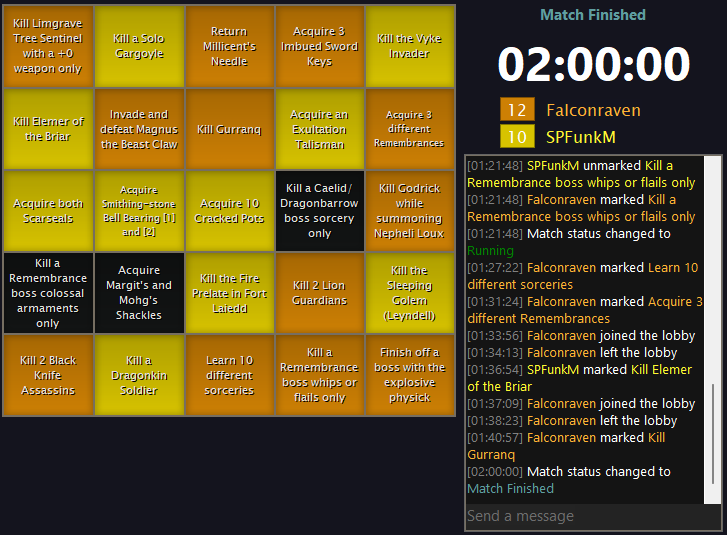 Kill Limgrave
Tree Sentinel
with a +0
weapon only
Kill a Solo
Gargoyle
Return
Millicent's
Needle
Acquire 3
Imbued Sword
Keys
Kill the Vyke
Invader
Kill Elemer of
the Briar
Invade and
defeat Magnus
the Beast Claw
Kill Gurranq
Acquire an
Exultation
Talisman
Acquire 3
different
Remembrances
Acquire both
Scarseals
Acquire
Smithing-stone
Bell Bearing [1]
and [2]
Acquire 10
Cracked Pots
Kill a Caelid/
Dragonbarrow
boss sorcery
only
Kill Godrick
while
summoning
Nepheli Loux
Kill a
Remembrance
boss colossal
armaments
only
Acquire
Margit's and
Mohg's
Shackles
Kill the Fire
Prelate in Fort
Laiedd
Kill 2 Lion
Guardians
Kill the
Sleeping
Golem
(Leyndell)
Kill 2 Black
Knife
Assassins
Kill a
Dragonkin
Soldier
Learn 10
different
sorceries
Kill a
Remembrance
boss whips or
flails only
Finish off a
boss with the
explosive
physick
Match Finished
02:00:00
12 Falconraven
10 SPFunkM
[01:21:48] SPFunkM unmarked Kill a
Remembrance boss whips or flails only
[01:21:48] Falconraven marked Kill a
Remembrance boss whips or flails only
[01:21:48] Match status changed to
Running
[01:27:22] Falconraven marked Learn 10
different sorceries
[01:31:24] Falconraven marked Acquire 3
different Remembrances
[01:33:56] Falconraven joined the lobby
[01:34:13] Falconraven left the lobby
[01:36:54] SPFunkM marked Kill Elemer
of the Briar
[01:37:09] Falconraven joined the lobby
[01:38:23] Falconraven left the lobby
[01:40:57] Falconraven marked Kill
Gurranq
[02:00:00] Match status changed to
Match Finished
Send a message